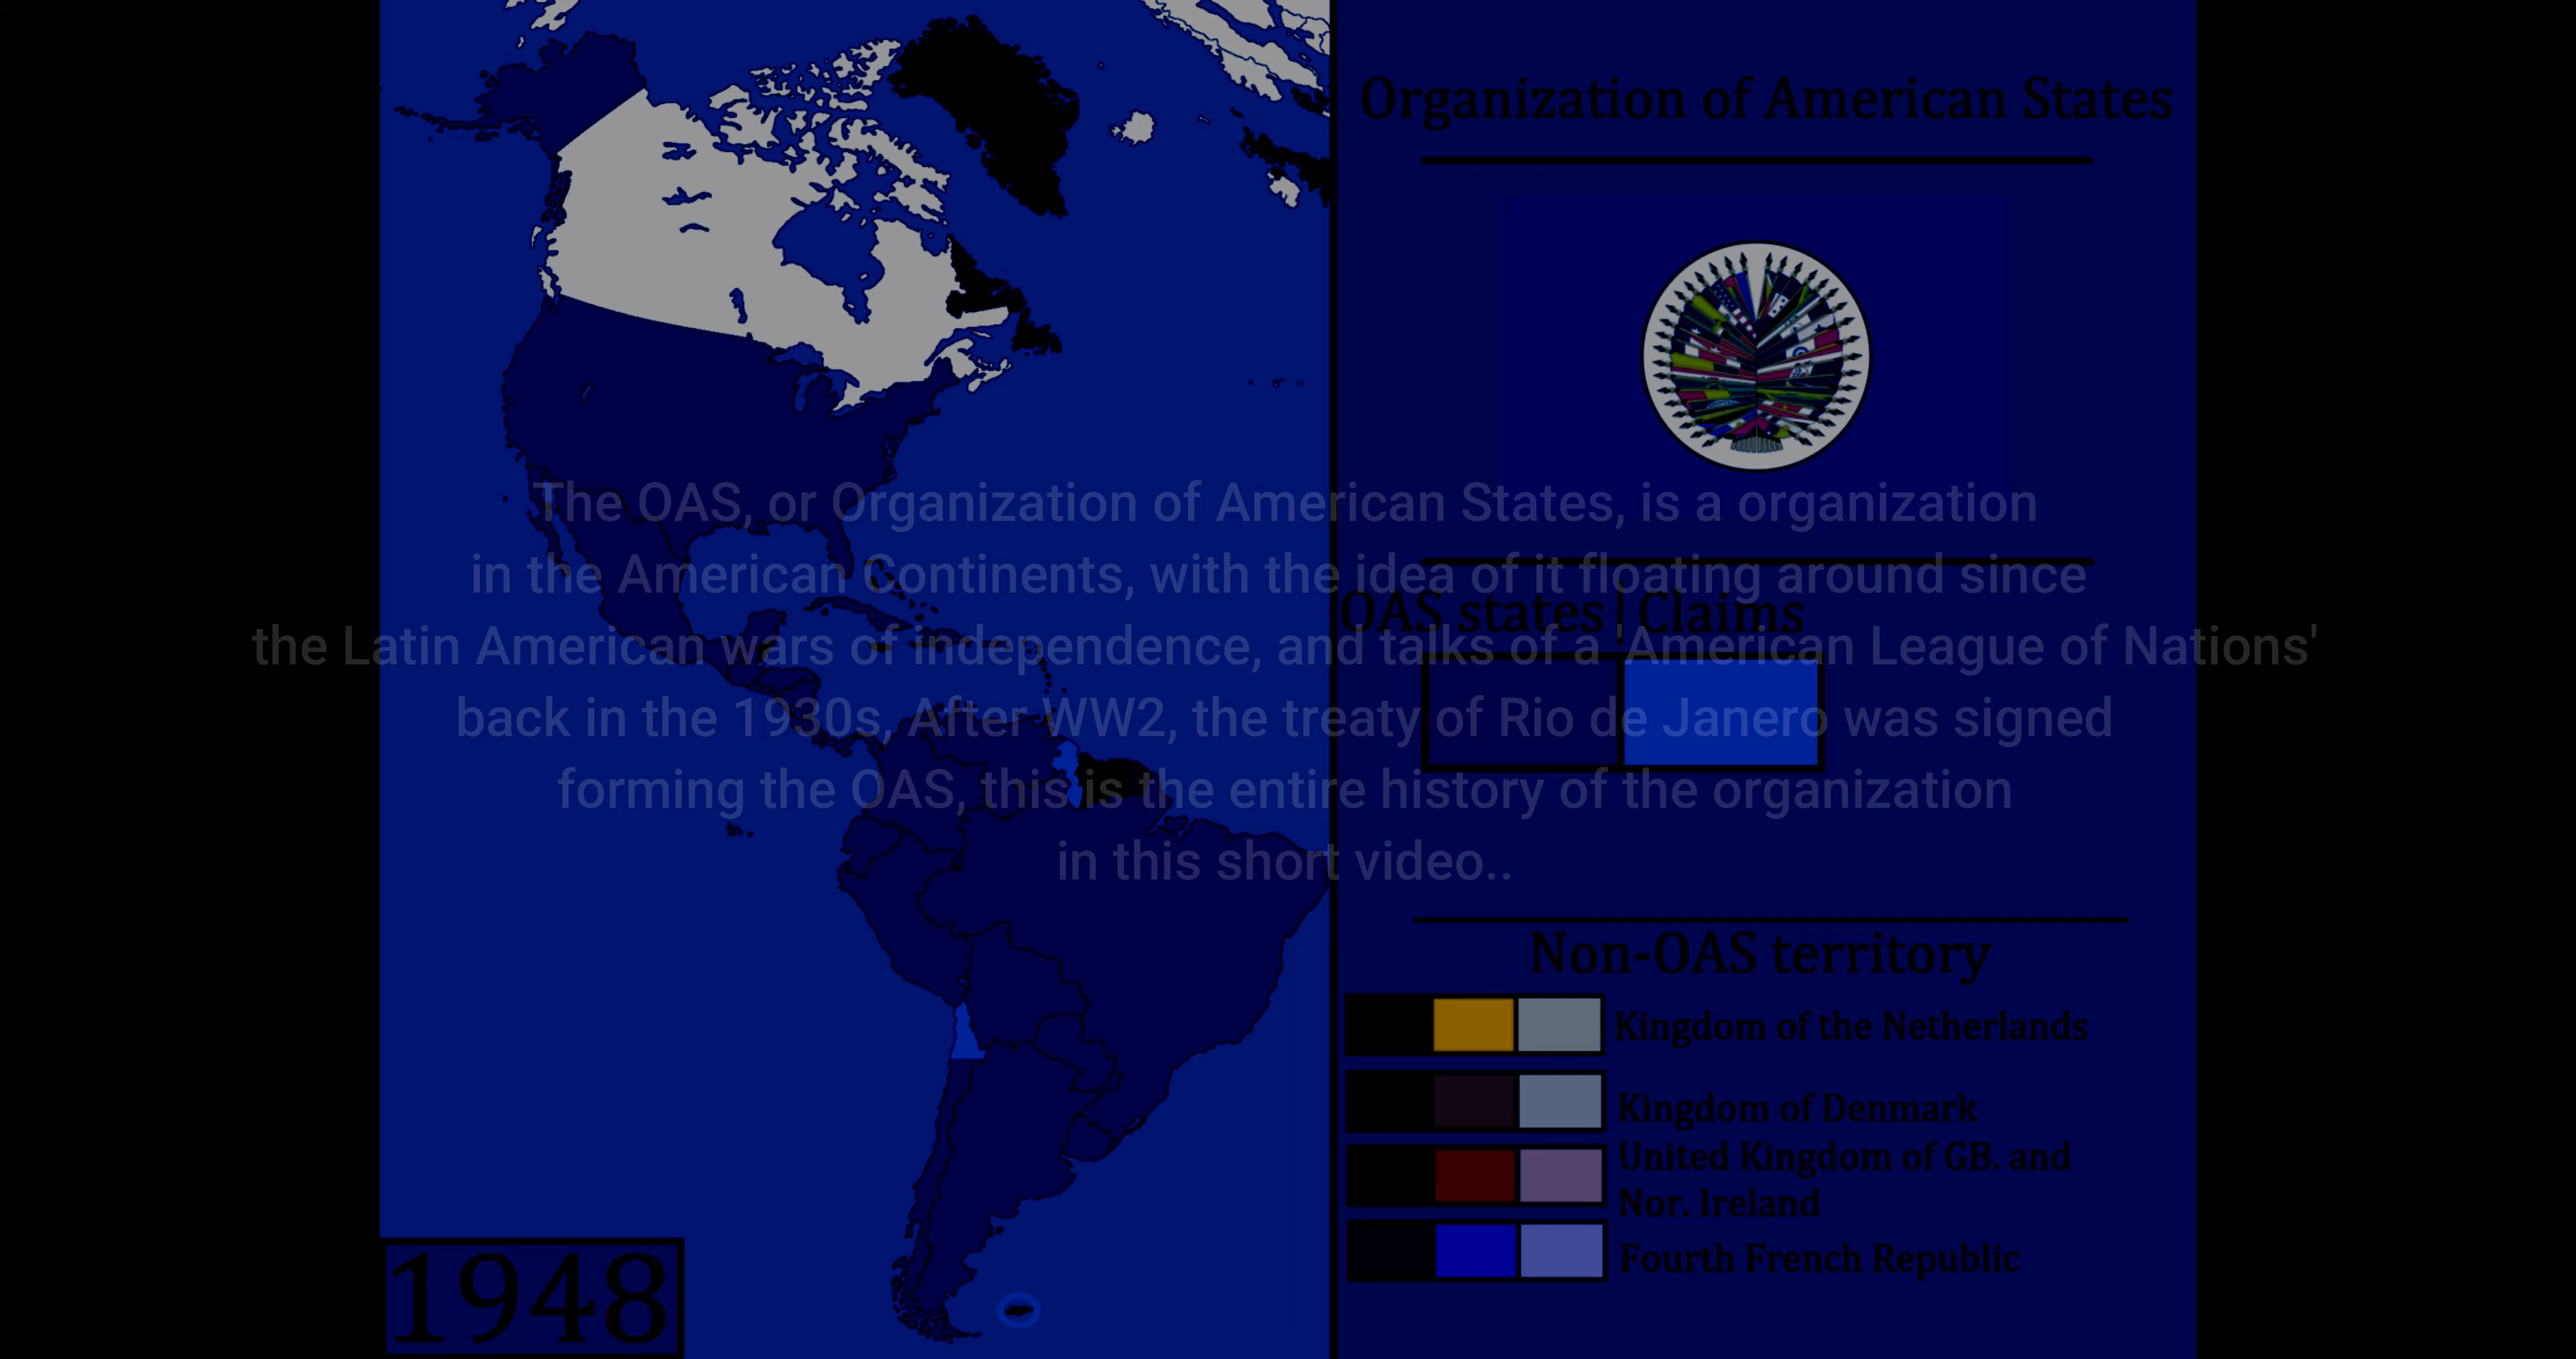 Organization of American States
The OAS, or Organization of American States, is a organization
in the American Continents, with the idea of it floating around since
the Latin American wars of independence, and talks of a 'American League of Nations'
back in the 1930s, After WW2, the treaty of Rio de Janero was signed
forming the OAS, this is the entire history of the organization
in this short video..
OAS states | Claims
Non-OAS territory
Kingdom of the Netherlands
Kingdom of Denmark
United Kingdom of GB. and
Nor. Ireland
Fourth French Republic
1948